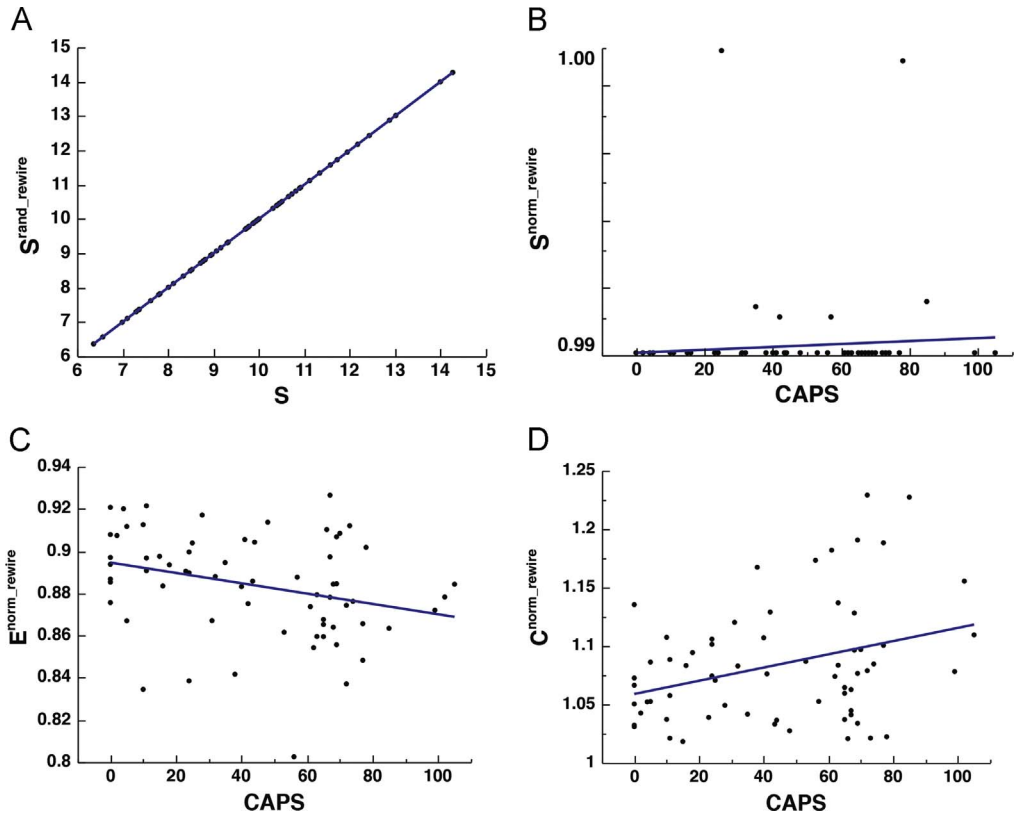 A
15
14
13
12
11
10
9
8
7
6
S^rand_rewire
6 7 8 9 10 11 12 13 14 15
S
B
1.00
0.99
S^norm_rewire
0 20 40 60 80 100
CAPS
C
0.94
0.92
0.9
0.88
0.86
0.84
0.82
0.8
E^norm_rewire
0 20 40 60 80 100
CAPS
D
1.25
1.2
1.15
1.1
1.05
1
C^norm_rewire
0 20 40 60 80 100
CAPS